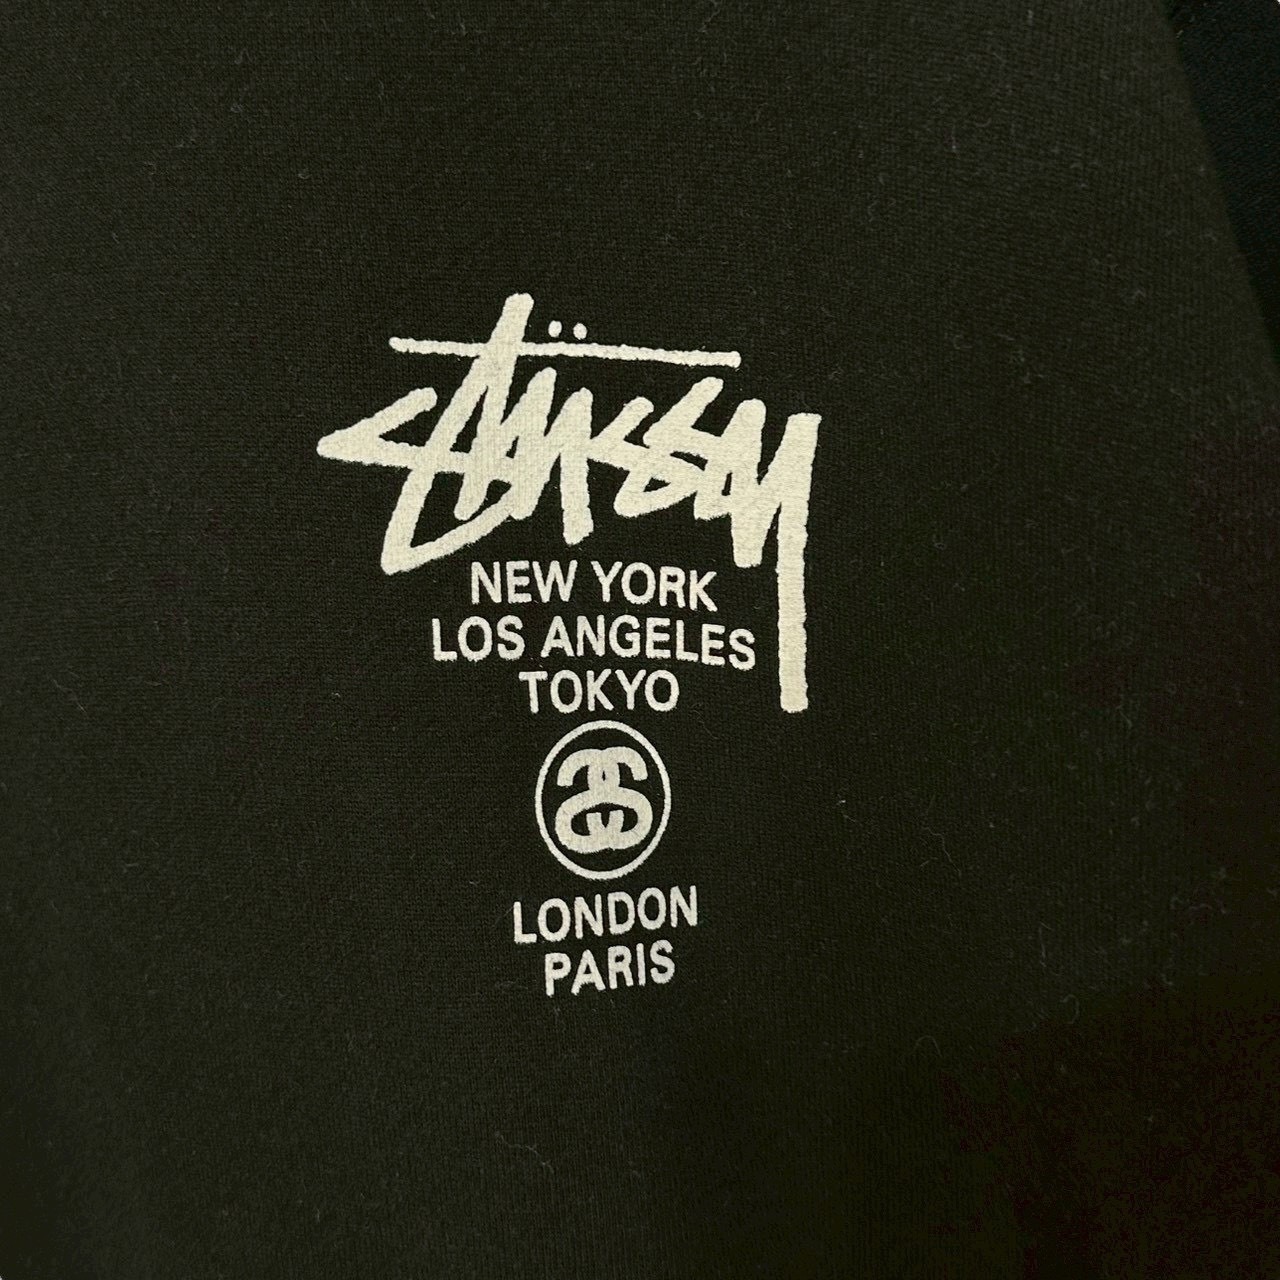 Stüssy
NEW YORK
LOS ANGELES
TOKYO
LONDON
PARIS